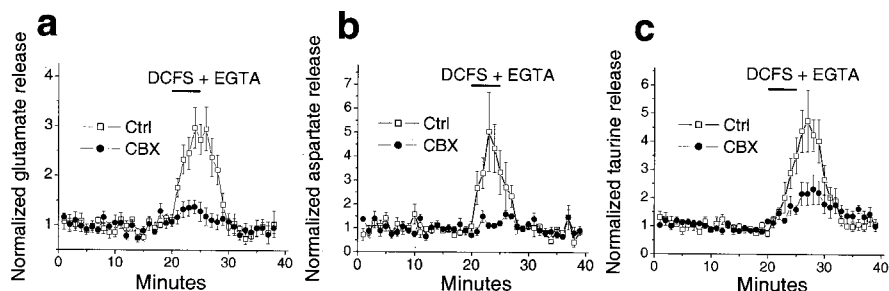 a
Normalized glutamate release
4
3
2
1
DCFS + EGTA
Ctrl
CBX
0 10 20 30 40
Minutes
b
Normalized aspartate release
7
6
5
4
3
2
1
0
DCFS + EGTA
Ctrl
CBX
0 10 20 30 40
Minutes
c
Normalized taurine release
6
5
4
3
2
1
0
DCFS + EGTA
Ctrl
CBX
0 10 20 30 40
Minutes